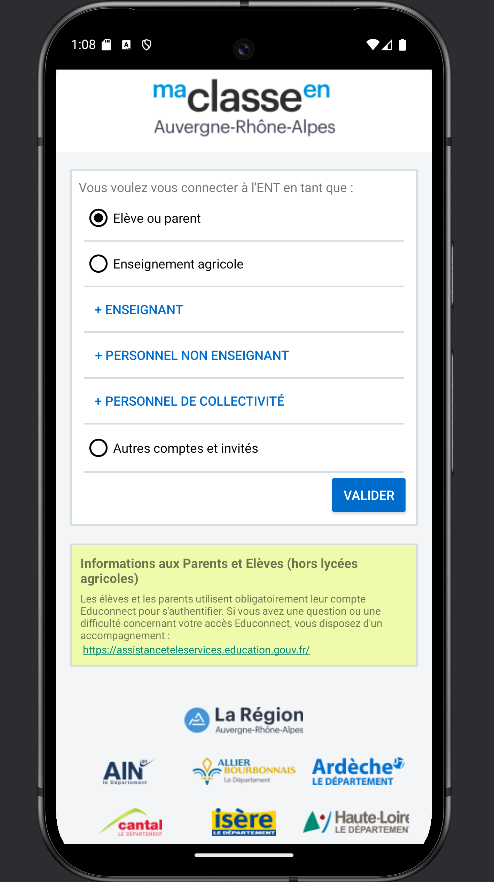 1:08
ma classe en
Auvergne-Rhône-Alpes
Vous voulez vous connecter à l'ENT en tant que :
Elève ou parent
Enseignement agricole
+ ENSEIGNANT
+ PERSONNEL NON ENSEIGNANT
+ PERSONNEL DE COLLECTIVITÉ
Autres comptes et invités
VALIDER
Informations aux Parents et Elèves (hors lycées
agricoles)
Les élèves et les parents utilisent obligatoirement leur compte
Educonnect pour s'authentifier. Si vous avez une question ou une
difficulté concernant votre accès Educonnect, vous disposez d'un
accompagnement :
https://assistanceteleservices.education.gouv.fr/
La Région
Auvergne-Rhône-Alpes
AIN
le Département
ALLIER
BOURBONNAIS
Le Département
Ardèche
LE DÉPARTEMENT
cantal
LE DÉPARTEMENT
isère
LE DÉPARTEMENT
Haute-Loire
LE DÉPARTEMEN